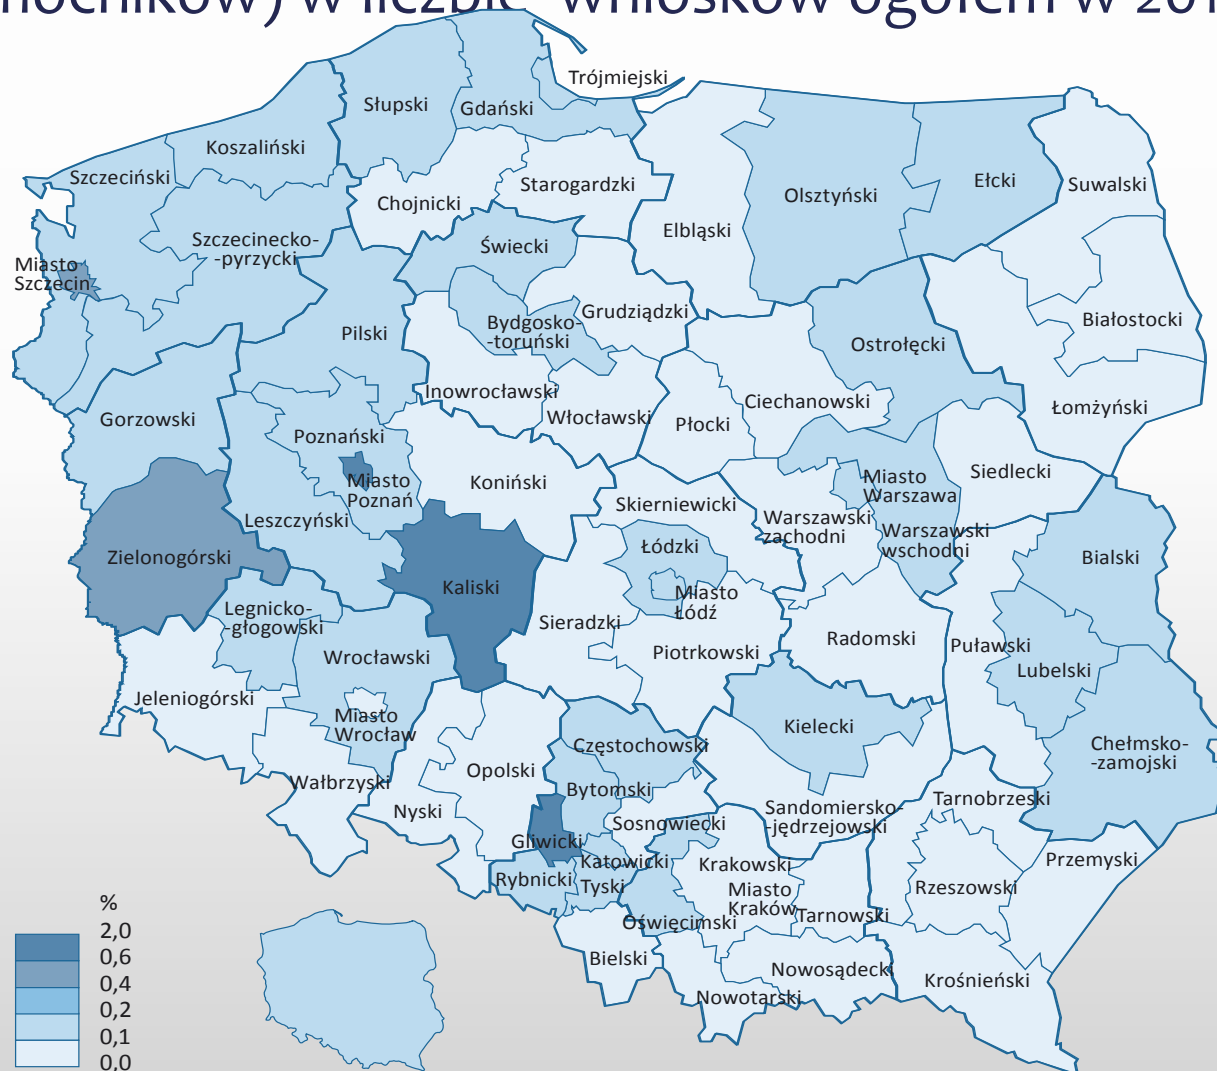 w liczbie wniosków ogółem w
Trójmiejski
Słupski
Gdański
Koszaliński
Szczeciński
Chojnicki
Starogardzki
Olsztyński
Ełcki
Suwalski
Elbląski
Szczecinecko-
-pyrzycki
Świecki
Miasto
Szczecin
Grudziądzki
Bydgosko-
-toruński
Białostocki
Pilski
Ostrołęcki
Inowrocławski
Ciechanowski
Łomżyński
Włocławski
Płocki
Gorzowski
Poznański
Miasto
Poznań
Koniński
Siedlecki
Miasto
Warszawa
Skierniewicki
Leszczyński
Warszawski
zachodni
Warszawski
wschodni
Łódzki
Zielonogórski
Bialski
Kaliski
Miasto
Łódź
Legnicko-
-głogowski
Sieradzki
Radomski
Puławski
Piotrkowski
Wrocławski
Lubelski
Jeleniogórski
Miasto
Wrocław
Kielecki
Częstochowski
Chełmsko-
-zamojski
Opolski
Wałbrzyski
Bytomski
Tarnobrzeski
Nyski
Sandomiersko-
-jędrzejowski
Sosnowiecki
Gliwicki
Katowicki
Krakowski
Przemyski
Rybnicki
Tyski
Miasto
Kraków
Rzeszowski
Tarnowski
Oświęcimski
Bielski
Nowosądecki
Krośnieński
Nowotarski
%
2,0
0,6
0,4
0,2
0,1
0,0